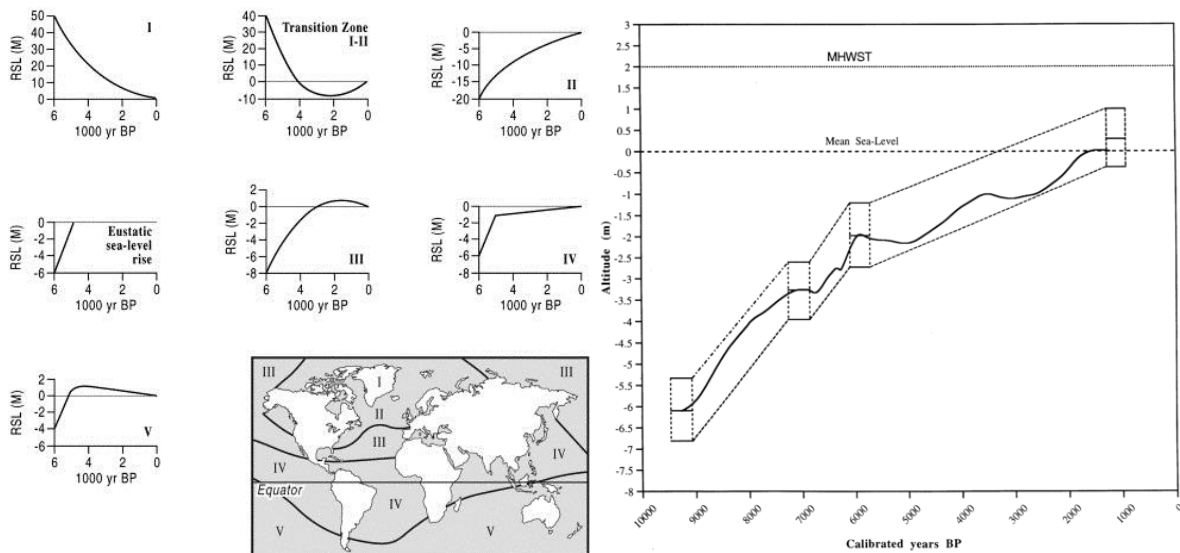 50
40
30
20
10
0
RSL (M)
I
6 4 2 0
1000 yr BP
40
30
20
10
0
-10
RSL (M)
Transition Zone
I-II
6 4 2 0
1000 yr BP
0
-5
-10
-15
-20
RSL (M)
II
6 4 2 0
1000 yr BP
0
-2
-4
-6
RSL (M)
Eustatic
sea-level
rise
6 4 2 0
1000 yr BP
2
0
-2
-4
-6
-8
RSL (M)
III
6 4 2 0
1000 yr BP
0
-2
-4
-6
-8
RSL (M)
IV
6 4 2 0
1000 yr BP
2
0
-2
-4
-6
RSL (M)
V
6 4 2 0
1000 yr BP
III I III
II
III
IV IV
Equator
IV
V V
3
2.5
2
1.5
1
0.5
0
-0.5
-1
-1.5
-2
-2.5
-3
-3.5
-4
-4.5
-5
-5.5
-6
-6.5
-7
-7.5
-8
Altitude (m)
MHWST
Mean Sea-Level
10000 9000 8000 7000 6000 5000 4000 3000 2000 1000 0
Calibrated years BP